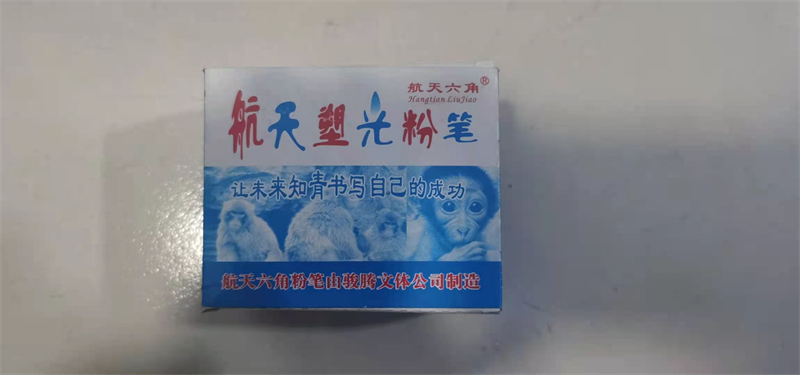 航天六角®
Hangtian LiuJiao
航天塑光粉笔
让未来知青书写自己的成功
航天六角粉笔由骏腾文体公司制造